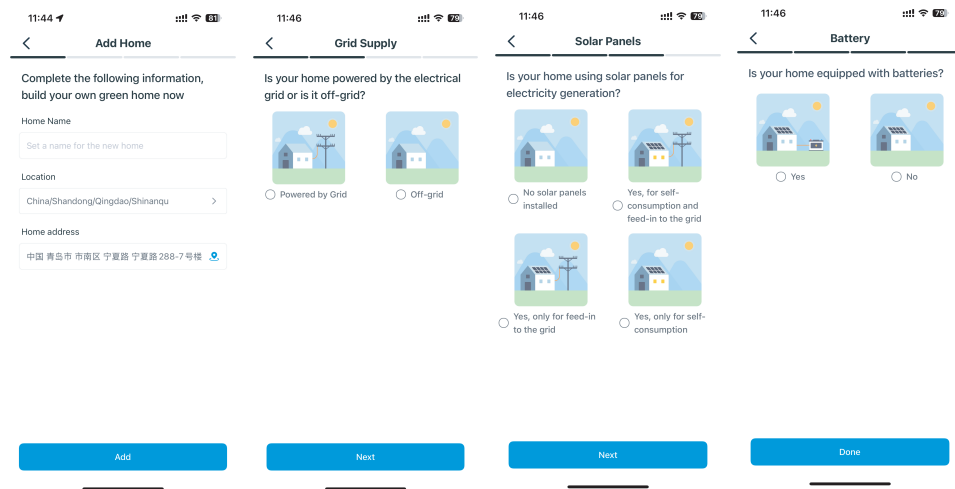 11:44
81
Add Home
Complete the following information,
build your own green home now
Home Name
Set a name for the new home
Location
China/Shandong/Qingdao/Shinanqu
Home address
中国 青岛市 市南区 宁夏路 宁夏路 288-7 号楼
Add
11:46
79
Grid Supply
Is your home powered by the electrical
grid or is it off-grid?
Powered by Grid
Off-grid
Next
11:46
79
Solar Panels
Is your home using solar panels for
electricity generation?
No solar panels
installed
Yes, for self-
consumption and
feed-in to the grid
Yes, only for feed-in
to the grid
Yes, only for self-
consumption
Next
11:46
79
Battery
Is your home equipped with batteries?
Yes
No
Done